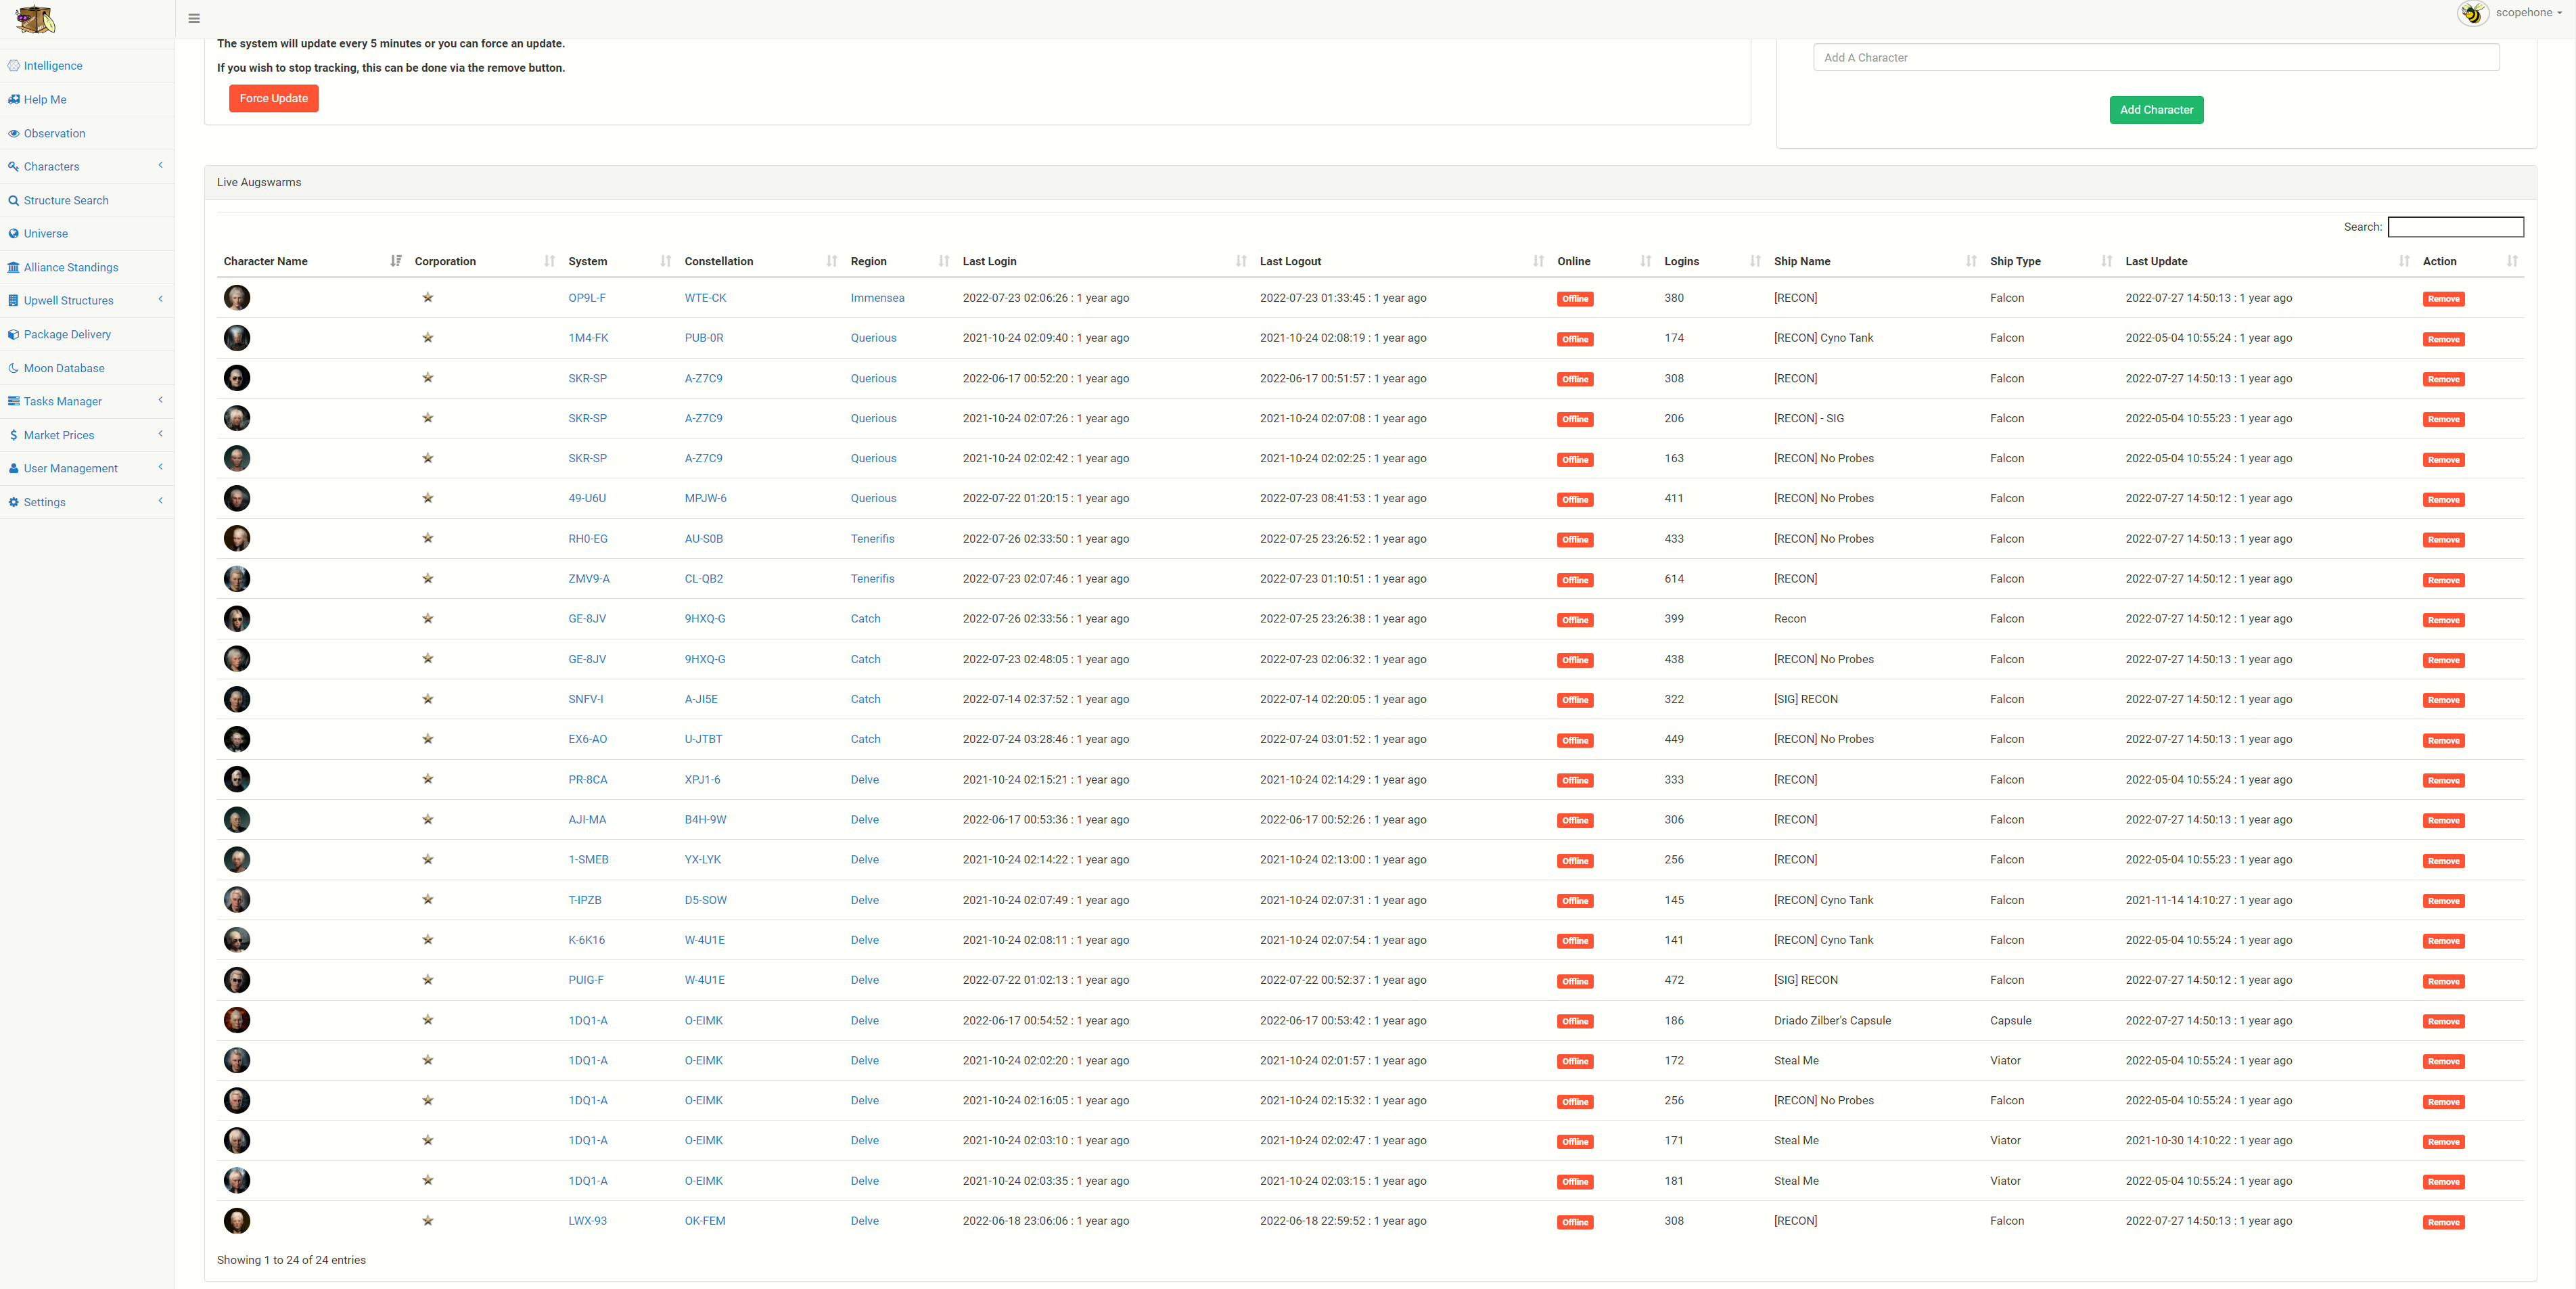 scopehone
The system will update every 5 minutes or you can force an update.
If you wish to stop tracking, this can be done via the remove button.
Force Update
Add A Character
Add Character
Intelligence
Help Me
Observation
Characters
Structure Search
Universe
Alliance Standings
Upwell Structures
Package Delivery
Moon Database
Tasks Manager
Market Prices
User Management
Settings
Live Augswarms
Search:
Character Name Corporation System Constellation Region Last Login Last Logout Online Logins Ship Name Ship Type Last Update Action
OP9L-F WTE-CK Immensea 2022-07-23 02:06:26 : 1 year ago 2022-07-23 01:33:45 : 1 year ago Offline 380 [RECON] Falcon 2022-07-27 14:50:13 : 1 year ago Remove
1M4-FK PUB-0R Querious 2021-10-24 02:09:40 : 1 year ago 2021-10-24 02:08:19 : 1 year ago Offline 174 [RECON] Cyno Tank Falcon 2022-05-04 10:55:24 : 1 year ago Remove
SKR-SP A-Z7C9 Querious 2022-06-17 00:52:20 : 1 year ago 2022-06-17 00:51:57 : 1 year ago Offline 308 [RECON] Falcon 2022-07-27 14:50:13 : 1 year ago Remove
SKR-SP A-Z7C9 Querious 2021-10-24 02:07:26 : 1 year ago 2021-10-24 02:07:08 : 1 year ago Offline 206 [RECON] - SIG Falcon 2022-05-04 10:55:23 : 1 year ago Remove
SKR-SP A-Z7C9 Querious 2021-10-24 02:02:42 : 1 year ago 2021-10-24 02:02:25 : 1 year ago Offline 163 [RECON] No Probes Falcon 2022-05-04 10:55:24 : 1 year ago Remove
49-U6U MPJW-6 Querious 2022-07-22 01:20:15 : 1 year ago 2022-07-23 08:41:53 : 1 year ago Offline 411 [RECON] No Probes Falcon 2022-07-27 14:50:12 : 1 year ago Remove
RH0-EG AU-S0B Tenerifis 2022-07-26 02:33:50 : 1 year ago 2022-07-25 23:26:52 : 1 year ago Offline 433 [RECON] No Probes Falcon 2022-07-27 14:50:13 : 1 year ago Remove
ZMV9-A CL-QB2 Tenerifis 2022-07-23 02:07:46 : 1 year ago 2022-07-23 01:10:51 : 1 year ago Offline 614 [RECON] Falcon 2022-07-27 14:50:12 : 1 year ago Remove
GE-8JV 9HXQ-G Catch 2022-07-26 02:33:56 : 1 year ago 2022-07-25 23:26:38 : 1 year ago Offline 399 Recon Falcon 2022-07-27 14:50:12 : 1 year ago Remove
GE-8JV 9HXQ-G Catch 2022-07-23 02:48:05 : 1 year ago 2022-07-23 02:06:32 : 1 year ago Offline 438 [RECON] No Probes Falcon 2022-07-27 14:50:13 : 1 year ago Remove
SNFV-I A-JI5E Catch 2022-07-14 02:37:52 : 1 year ago 2022-07-14 02:20:05 : 1 year ago Offline 322 [SIG] RECON Falcon 2022-07-27 14:50:12 : 1 year ago Remove
EX6-AO U-JTBT Catch 2022-07-24 03:28:46 : 1 year ago 2022-07-24 03:01:52 : 1 year ago Offline 449 [RECON] No Probes Falcon 2022-07-27 14:50:13 : 1 year ago Remove
PR-8CA XPJ1-6 Delve 2021-10-24 02:15:21 : 1 year ago 2021-10-24 02:14:29 : 1 year ago Offline 333 [RECON] Falcon 2022-05-04 10:55:24 : 1 year ago Remove
AJI-MA B4H-9W Delve 2022-06-17 00:53:36 : 1 year ago 2022-06-17 00:52:26 : 1 year ago Offline 306 [RECON] Falcon 2022-07-27 14:50:13 : 1 year ago Remove
1-SMEB YX-LYK Delve 2021-10-24 02:14:22 : 1 year ago 2021-10-24 02:13:00 : 1 year ago Offline 256 [RECON] Falcon 2022-05-04 10:55:23 : 1 year ago Remove
T-IPZB D5-SOW Delve 2021-10-24 02:07:49 : 1 year ago 2021-10-24 02:07:31 : 1 year ago Offline 145 [RECON] Cyno Tank Falcon 2021-11-14 14:10:27 : 1 year ago Remove
K-6K16 W-4U1E Delve 2021-10-24 02:08:11 : 1 year ago 2021-10-24 02:07:54 : 1 year ago Offline 141 [RECON] Cyno Tank Falcon 2022-05-04 10:55:24 : 1 year ago Remove
PUIG-F W-4U1E Delve 2022-07-22 01:02:13 : 1 year ago 2022-07-22 00:52:37 : 1 year ago Offline 472 [SIG] RECON Falcon 2022-07-27 14:50:12 : 1 year ago Remove
1DQ1-A O-EIMK Delve 2022-06-17 00:54:52 : 1 year ago 2022-06-17 00:53:42 : 1 year ago Offline 186 Driado Zilber's Capsule Capsule 2022-07-27 14:50:13 : 1 year ago Remove
1DQ1-A O-EIMK Delve 2021-10-24 02:02:20 : 1 year ago 2021-10-24 02:01:57 : 1 year ago Offline 172 Steal Me Viator 2022-05-04 10:55:24 : 1 year ago Remove
1DQ1-A O-EIMK Delve 2021-10-24 02:16:05 : 1 year ago 2021-10-24 02:15:32 : 1 year ago Offline 256 [RECON] No Probes Falcon 2022-05-04 10:55:24 : 1 year ago Remove
1DQ1-A O-EIMK Delve 2021-10-24 02:03:10 : 1 year ago 2021-10-24 02:02:47 : 1 year ago Offline 171 Steal Me Viator 2021-10-30 14:10:22 : 1 year ago Remove
1DQ1-A O-EIMK Delve 2021-10-24 02:03:35 : 1 year ago 2021-10-24 02:03:15 : 1 year ago Offline 181 Steal Me Viator 2022-05-04 10:55:24 : 1 year ago Remove
LWX-93 OK-FEM Delve 2022-06-18 23:06:06 : 1 year ago 2022-06-18 22:59:52 : 1 year ago Offline 308 [RECON] Falcon 2022-07-27 14:50:13 : 1 year ago Remove
Showing 1 to 24 of 24 entries